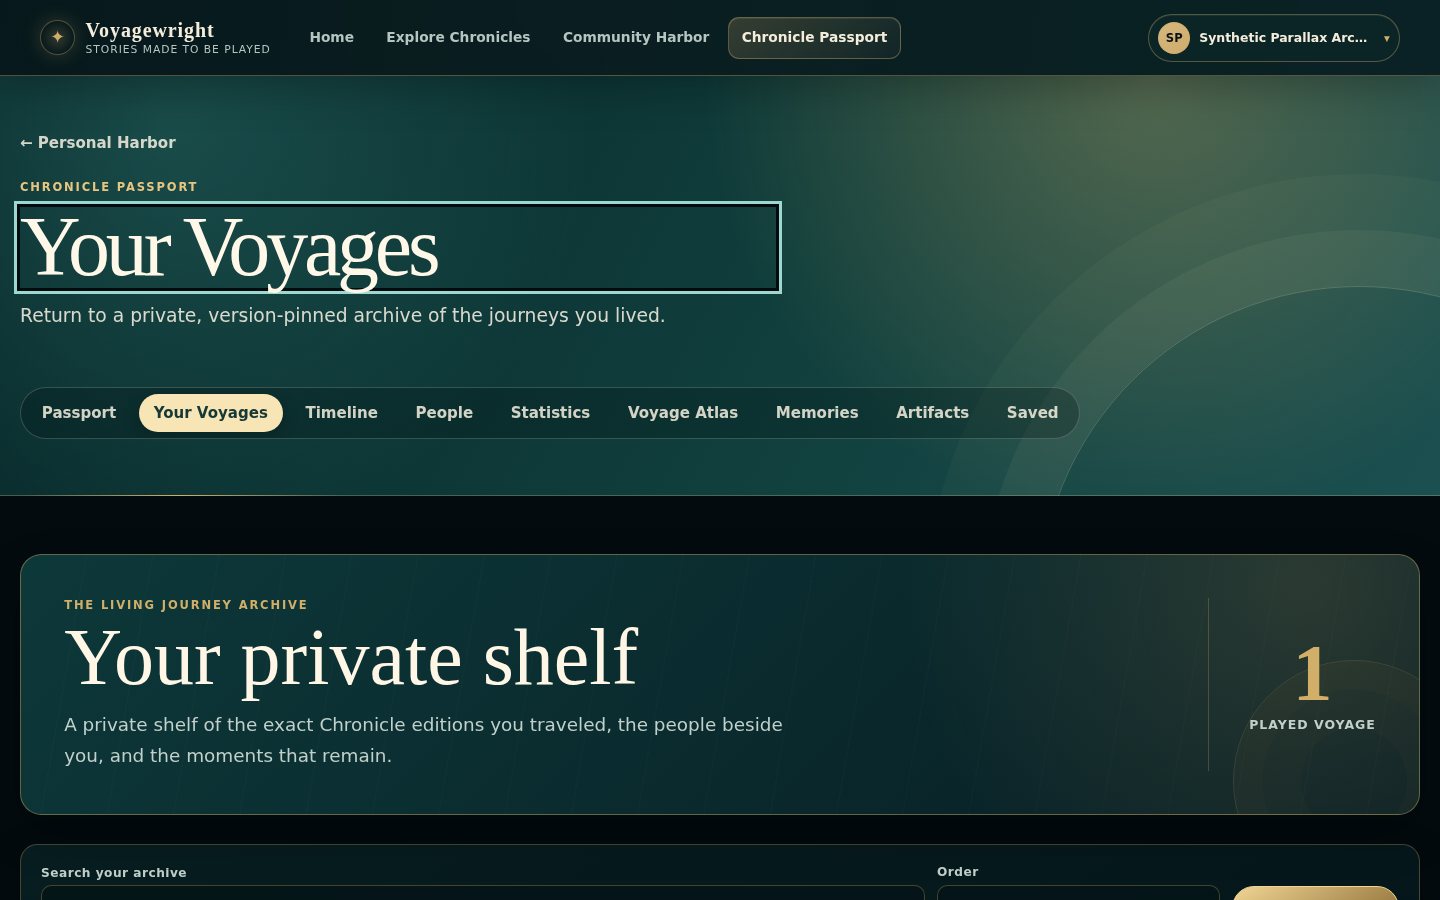 Voyagewright
STORIES MADE TO BE PLAYED
Home
Explore Chronicles
Community Harbor
Chronicle Passport
SP
Synthetic Parallax Arc...
← Personal Harbor
CHRONICLE PASSPORT
Your Voyages
Return to a private, version-pinned archive of the journeys you lived.
Passport
Your Voyages
Timeline
People
Statistics
Voyage Atlas
Memories
Artifacts
Saved
THE LIVING JOURNEY ARCHIVE
Your private shelf
A private shelf of the exact Chronicle editions you traveled, the people beside
you, and the moments that remain.
1
PLAYED VOYAGE
Search your archive
Order